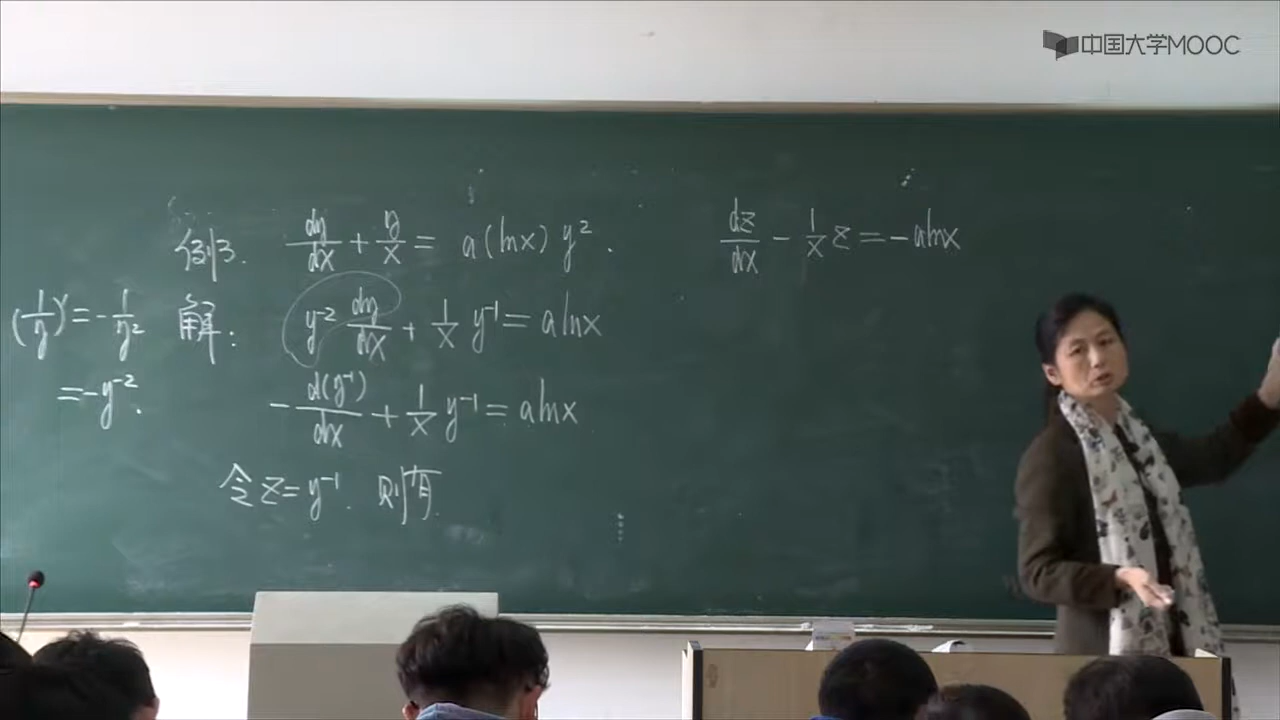 中国大学MOOC
例3. dy/dx + y/x = a(lnx) y².
解: y⁻² dy/dx + 1/x y⁻¹ = alnx
- d(y⁻¹)/dx + 1/x y⁻¹ = alnx
令 z = y⁻¹. 则有
(1/y)' = - 1/y²
= -y⁻².
dz/dx - 1/x z = -alnx